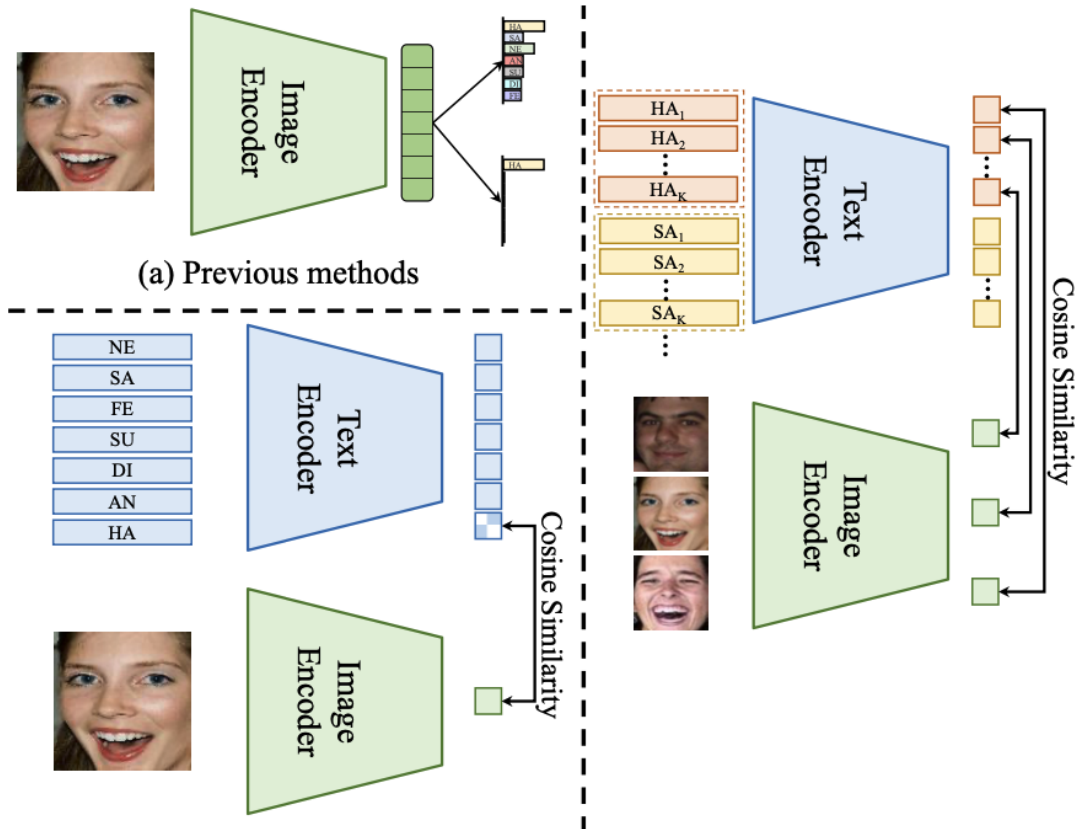 Image
Encoder
HA
SA
NE
AN
SU
DI
FE
HA
(a) Previous methods
NE
SA
FE
SU
DI
AN
HA
Text
Encoder
Image
Encoder
Cosine Similarity
HA₁
HA₂
HAₖ
SA₁
SA₂
SAₖ
Text
Encoder
Image
Encoder
Cosine Similarity